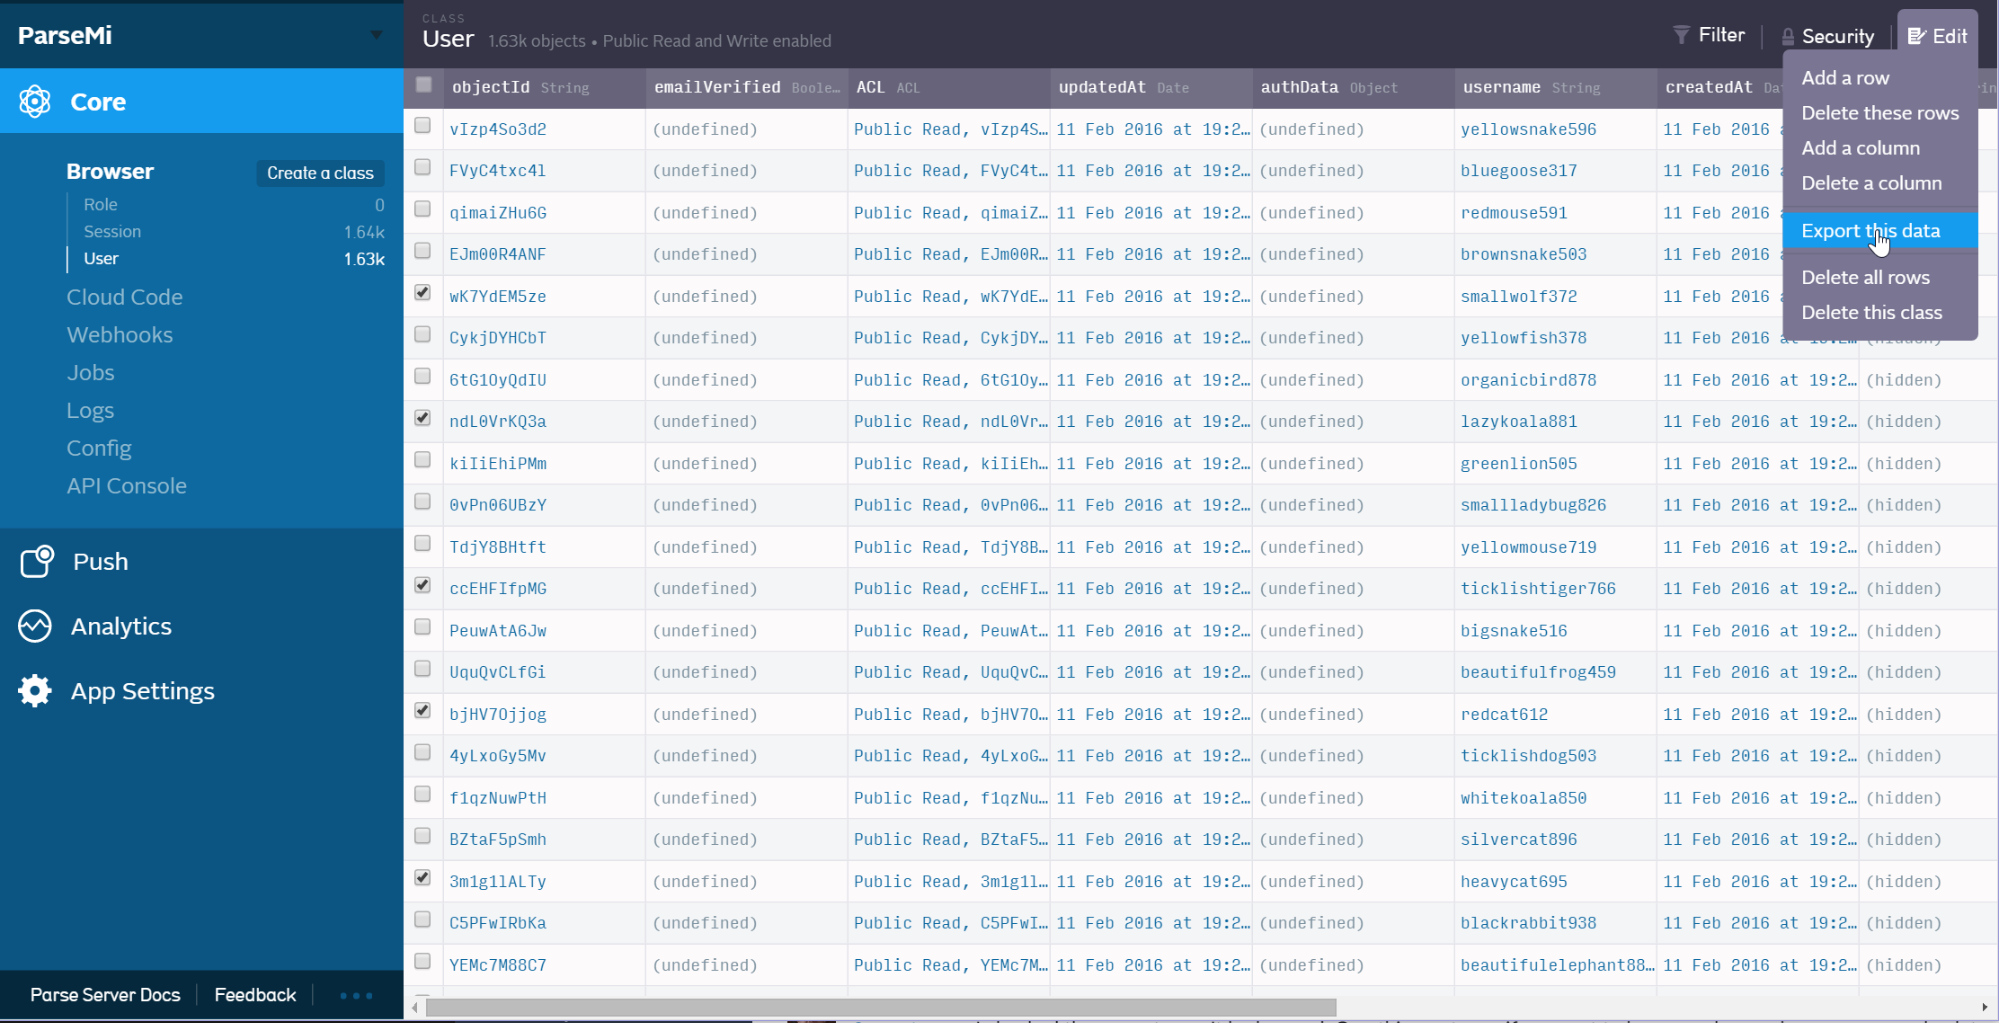 ParseMi
Core
Browser
Create a class
Role 0
Session 1.64k
User 1.63k
Cloud Code
Webhooks
Jobs
Logs
Config
API Console
Push
Analytics
App Settings
Parse Server Docs Feedback
CLASS
User 1.63k objects • Public Read and Write enabled
Filter Security Edit
Add a row
Delete these rows
Add a column
Delete a column
Export this data
Delete all rows
Delete this class
objectId String emailVerified Boole… ACL ACL updatedAt Date authData Object username String createdAt
vIzp4So3d2 (undefined) Public Read, vIzp4S… 11 Feb 2016 at 19:2… (undefined) yellowsnake596 11 Feb 2016
FVyC4txc4l (undefined) Public Read, FVyC4t… 11 Feb 2016 at 19:2… (undefined) bluegoose317 11 Feb 2016
qimaiZHu6G (undefined) Public Read, qimaiZ… 11 Feb 2016 at 19:2… (undefined) redmouse591 11 Feb 2016
EJm00R4ANF (undefined) Public Read, EJm00R… 11 Feb 2016 at 19:2… (undefined) brownsnake503 11 Feb 2016
wK7YdEM5ze (undefined) Public Read, wK7YdE… 11 Feb 2016 at 19:2… (undefined) smallwolf372 11 Feb 2016
CykjDYHCbT (undefined) Public Read, CykjDY… 11 Feb 2016 at 19:2… (undefined) yellowfish378 11 Feb 2016 at 19:2… (hidden)
6tG1OyQdIU (undefined) Public Read, 6tG1Oy… 11 Feb 2016 at 19:2… (undefined) organicbird878 11 Feb 2016 at 19:2… (hidden)
ndL0VrKQ3a (undefined) Public Read, ndL0Vr… 11 Feb 2016 at 19:2… (undefined) lazykoala881 11 Feb 2016 at 19:2… (hidden)
kiIiEhiPMm (undefined) Public Read, kiIiEh… 11 Feb 2016 at 19:2… (undefined) greenlion505 11 Feb 2016 at 19:2… (hidden)
0vPn06UBzY (undefined) Public Read, 0vPn06… 11 Feb 2016 at 19:2… (undefined) smallladybug826 11 Feb 2016 at 19:2… (hidden)
TdjY8BHtft (undefined) Public Read, TdjY8B… 11 Feb 2016 at 19:2… (undefined) yellowmouse719 11 Feb 2016 at 19:2… (hidden)
ccEHFIfpMG (undefined) Public Read, ccEHFI… 11 Feb 2016 at 19:2… (undefined) ticklishtiger766 11 Feb 2016 at 19:2… (hidden)
PeuwAtA6Jw (undefined) Public Read, PeuwAt… 11 Feb 2016 at 19:2… (undefined) bigsnake516 11 Feb 2016 at 19:2… (hidden)
UquQvCLfGi (undefined) Public Read, UquQvC… 11 Feb 2016 at 19:2… (undefined) beautifulfrog459 11 Feb 2016 at 19:2… (hidden)
bjHV7Ojjog (undefined) Public Read, bjHV7O… 11 Feb 2016 at 19:2… (undefined) redcat612 11 Feb 2016 at 19:2… (hidden)
4yLxoGy5Mv (undefined) Public Read, 4yLxoG… 11 Feb 2016 at 19:2… (undefined) ticklishdog503 11 Feb 2016 at 19:2… (hidden)
f1qzNuwPtH (undefined) Public Read, f1qzNu… 11 Feb 2016 at 19:2… (undefined) whitekoala850 11 Feb 2016 at 19:2… (hidden)
BZtaF5pSmh (undefined) Public Read, BZtaF5… 11 Feb 2016 at 19:2… (undefined) silvercat896 11 Feb 2016 at 19:2… (hidden)
3m1g1lALTy (undefined) Public Read, 3m1g1l… 11 Feb 2016 at 19:2… (undefined) heavycat695 11 Feb 2016 at 19:2… (hidden)
C5PFwIRbKa (undefined) Public Read, C5PFwI… 11 Feb 2016 at 19:2… (undefined) blackrabbit938 11 Feb 2016 at 19:2… (hidden)
YEMc7M88C7 (undefined) Public Read, YEMc7M… 11 Feb 2016 at 19:2… (undefined) beautifulelephant88… 11 Feb 2016 at 19:2… (hidden)